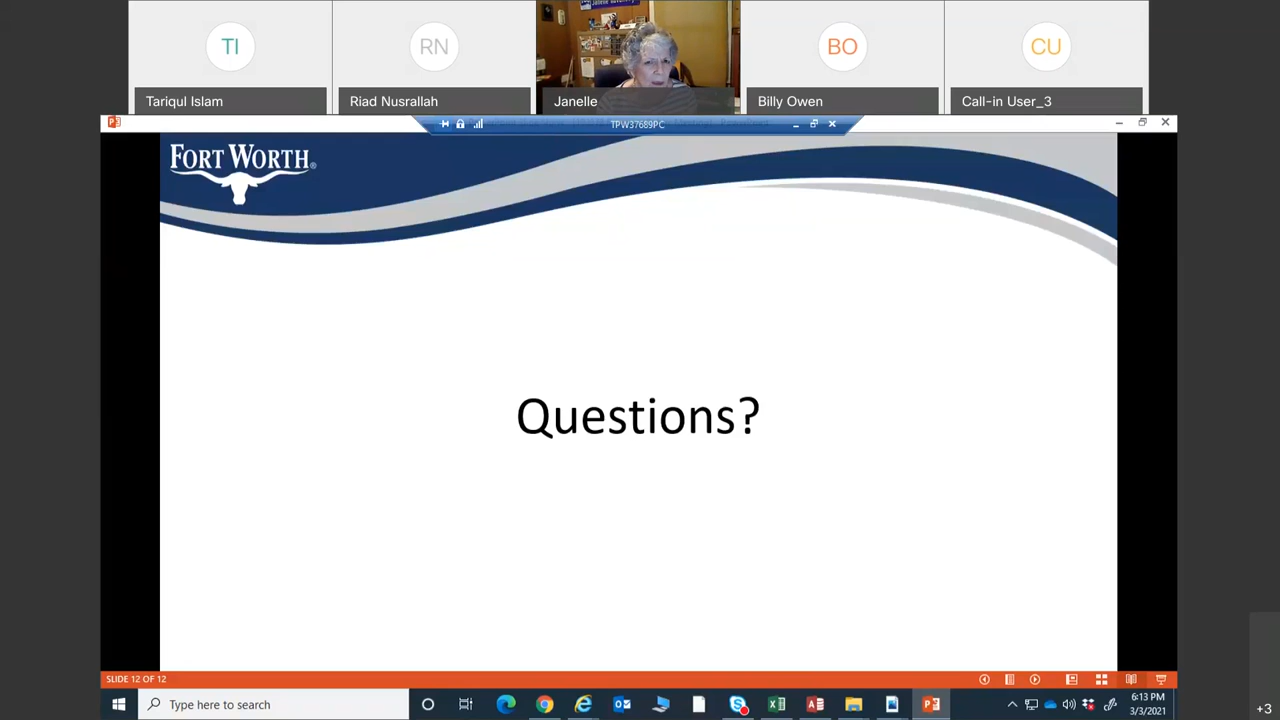 TI
RN
BO
CU
Tariqul Islam
Riad Nusrallah
Janelle
Billy Owen
Call-in User_3
TPW37689PC
FORT WORTH®
Questions?
SLIDE 12 OF 12
Type here to search
6:13 PM
3/3/2021
+3